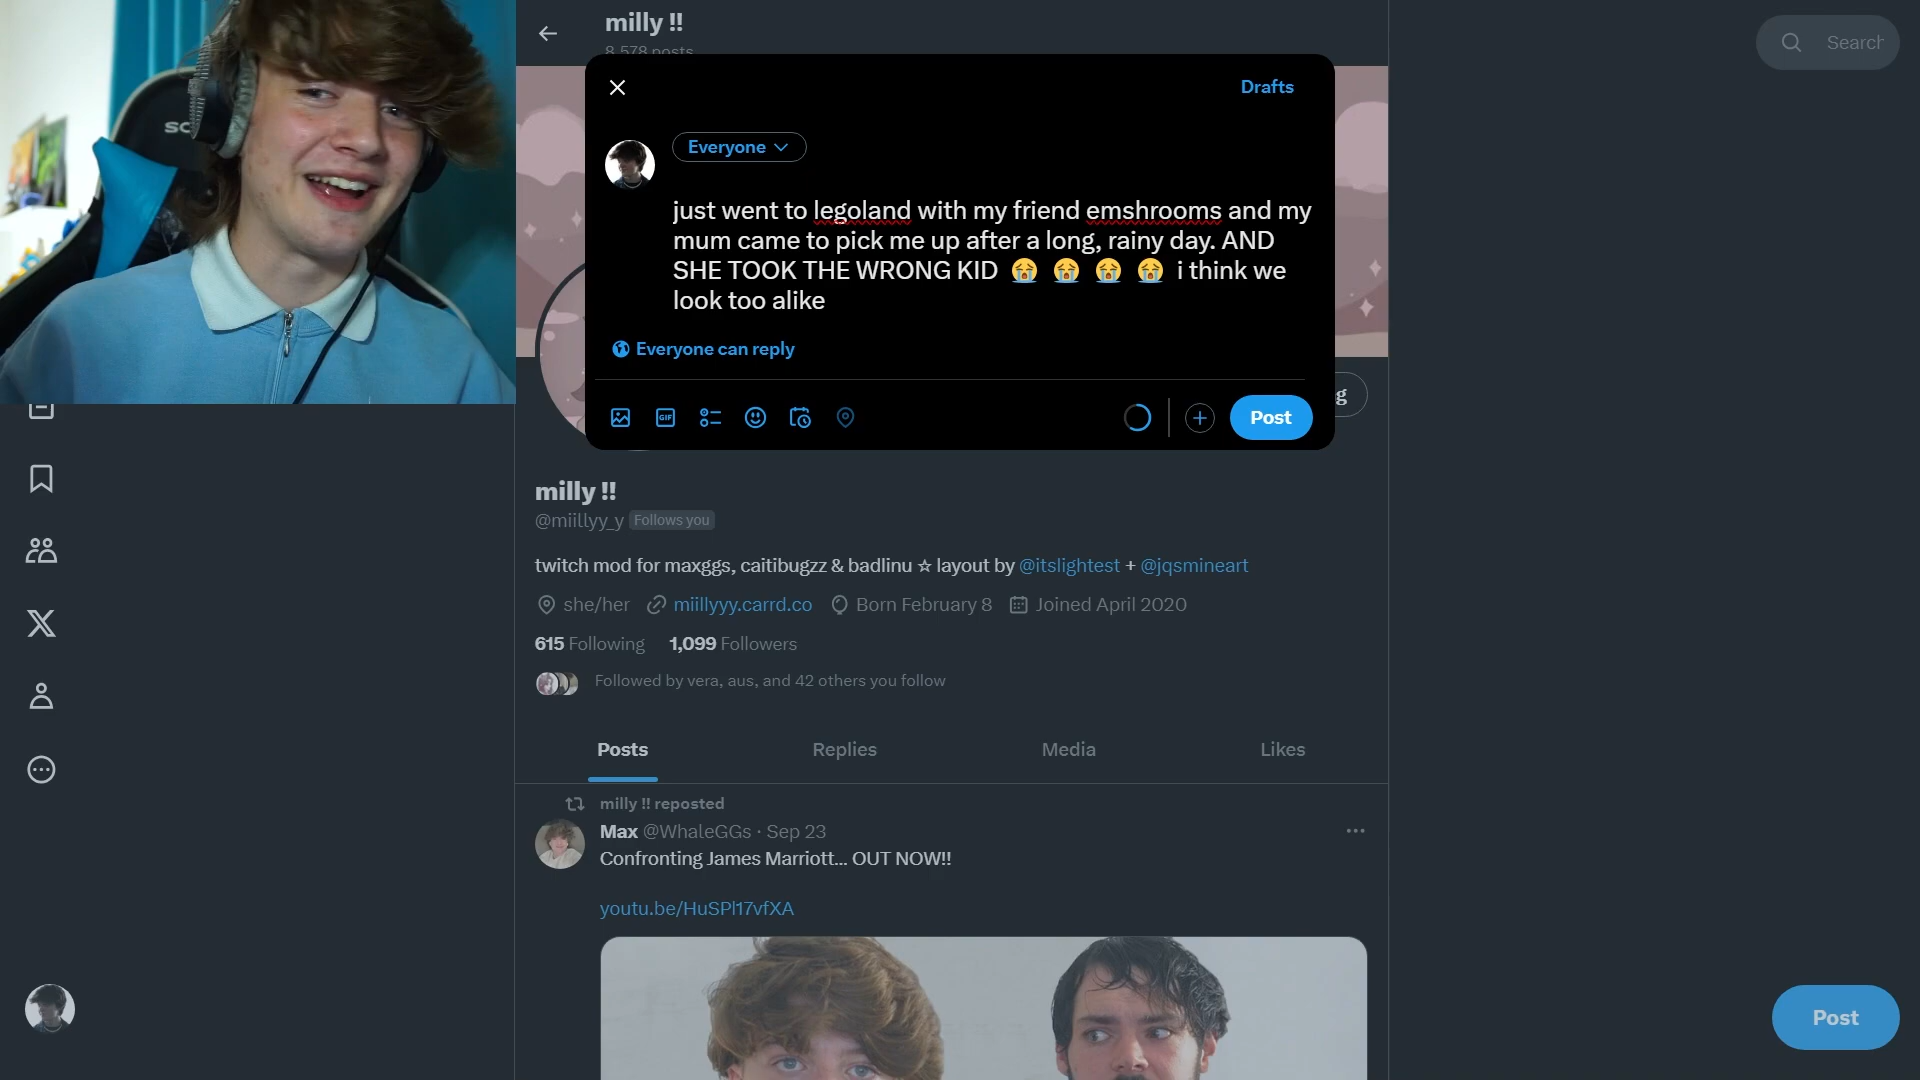 milly !!
8,578 posts
Search
Drafts
Everyone
just went to legoland with my friend emshrooms and my
mum came to pick me up after a long, rainy day. AND
SHE TOOK THE WRONG KID 😭 😭 😭 😭 i think we
look too alike
Everyone can reply
GIF
Post
milly !!
@miillyy_y Follows you
twitch mod for maxggs, caitibugzz & badlinu ☆ layout by @itslightest + @jqsmineart
she/her miillyyy.carrd.co Born February 8 Joined April 2020
615 Following 1,099 Followers
Followed by vera, aus, and 42 others you follow
Posts Replies Media Likes
milly !! reposted
Max @WhaleGGs · Sep 23
Confronting James Marriott... OUT NOW!!
youtu.be/HuSPl17vfXA
Post